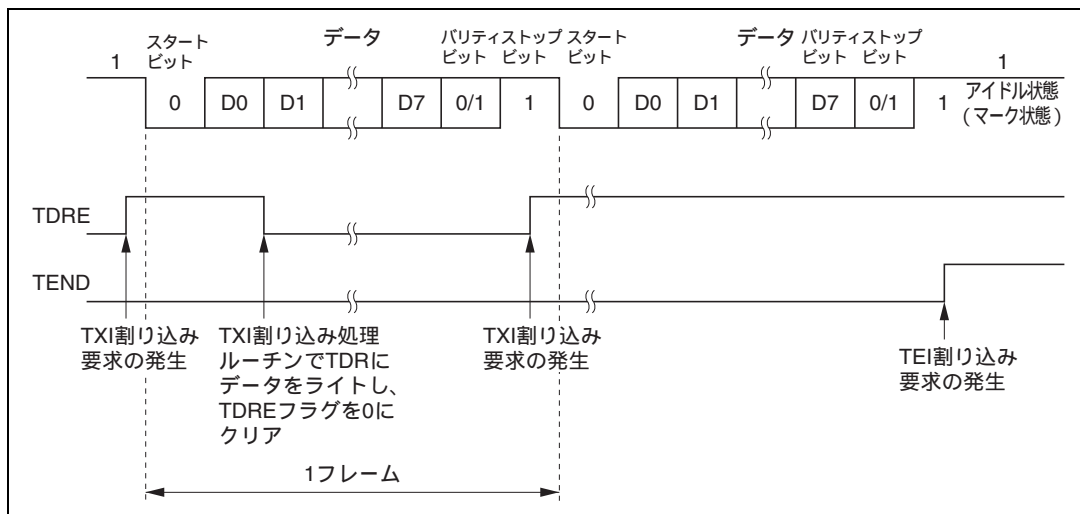 1 スタート ビット データ パリティ ビット ストップ ビット スタート ビット データ パリティ ビット ストップ ビット 1
0 D0 D1 D7 0/1 1 0 D0 D1 D7 0/1 1 アイドル状態
(マーク状態)
TDRE
TEND
TXI割り込み
要求の発生
TXI割り込み処理
ルーチンでTDRに
データをライトし、
TDREフラグを0に
クリア
TXI割り込み
要求の発生
TEI割り込み
要求の発生
1フレーム